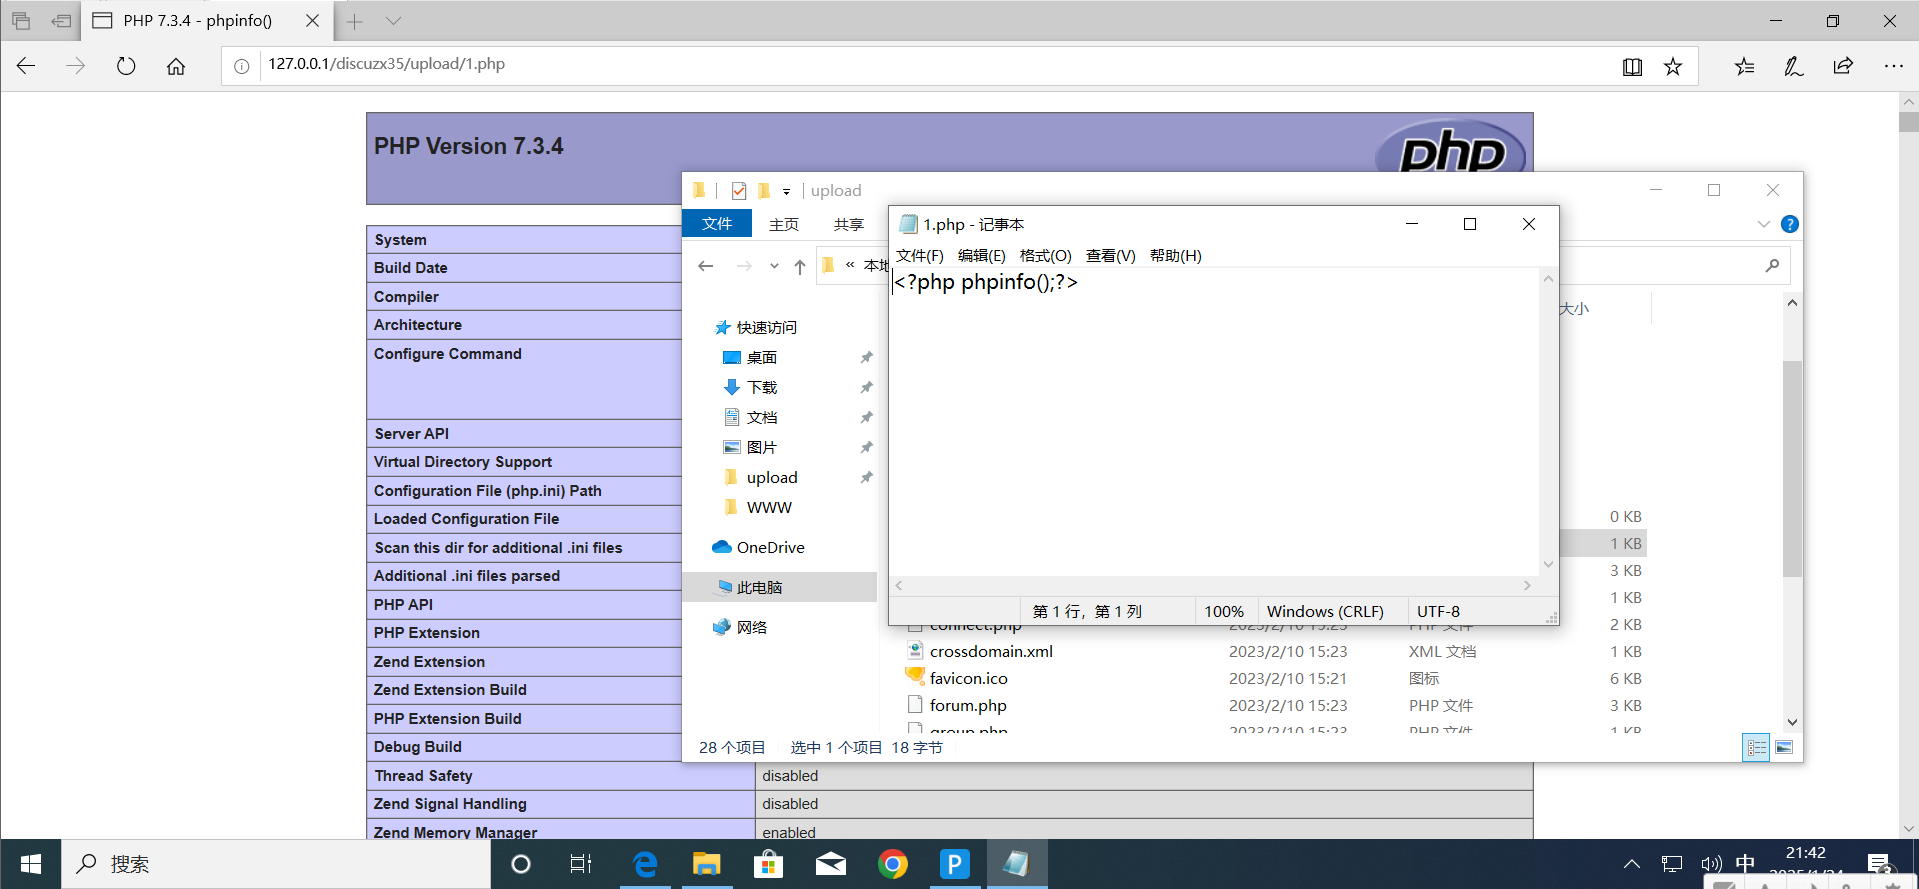 PHP 7.3.4 - phpinfo()
127.0.0.1/discuzx35/upload/1.php
PHP Version 7.3.4
php
System
Build Date
Compiler
Architecture
Configure Command
Server API
Virtual Directory Support
Configuration File (php.ini) Path
Loaded Configuration File
Scan this dir for additional .ini files
Additional .ini files parsed
PHP API
PHP Extension
Zend Extension
Zend Extension Build
PHP Extension Build
Debug Build
Thread Safety disabled
Zend Signal Handling disabled
Zend Memory Manager enabled
upload
文件 主页 共享
« 本地
快速访问
桌面
下载
文档
图片
upload
WWW
OneDrive
此电脑
网络
大小
0 KB
1 KB
3 KB
1 KB
connect.php 2023/2/10 15:23 PHP 文件 2 KB
crossdomain.xml 2023/2/10 15:23 XML 文档 1 KB
favicon.ico 2023/2/10 15:21 图标 6 KB
forum.php 2023/2/10 15:23 PHP 文件 3 KB
group.php 2023/2/10 15:23 PHP 文件 1 KB
28 个项目 选中 1 个项目 18 字节
1.php - 记事本
文件(F) 编辑(E) 格式(O) 查看(V) 帮助(H)
<?php phpinfo();?>
第 1 行，第 1 列 100% Windows (CRLF) UTF-8
搜索
中
21:42
2025/1/24